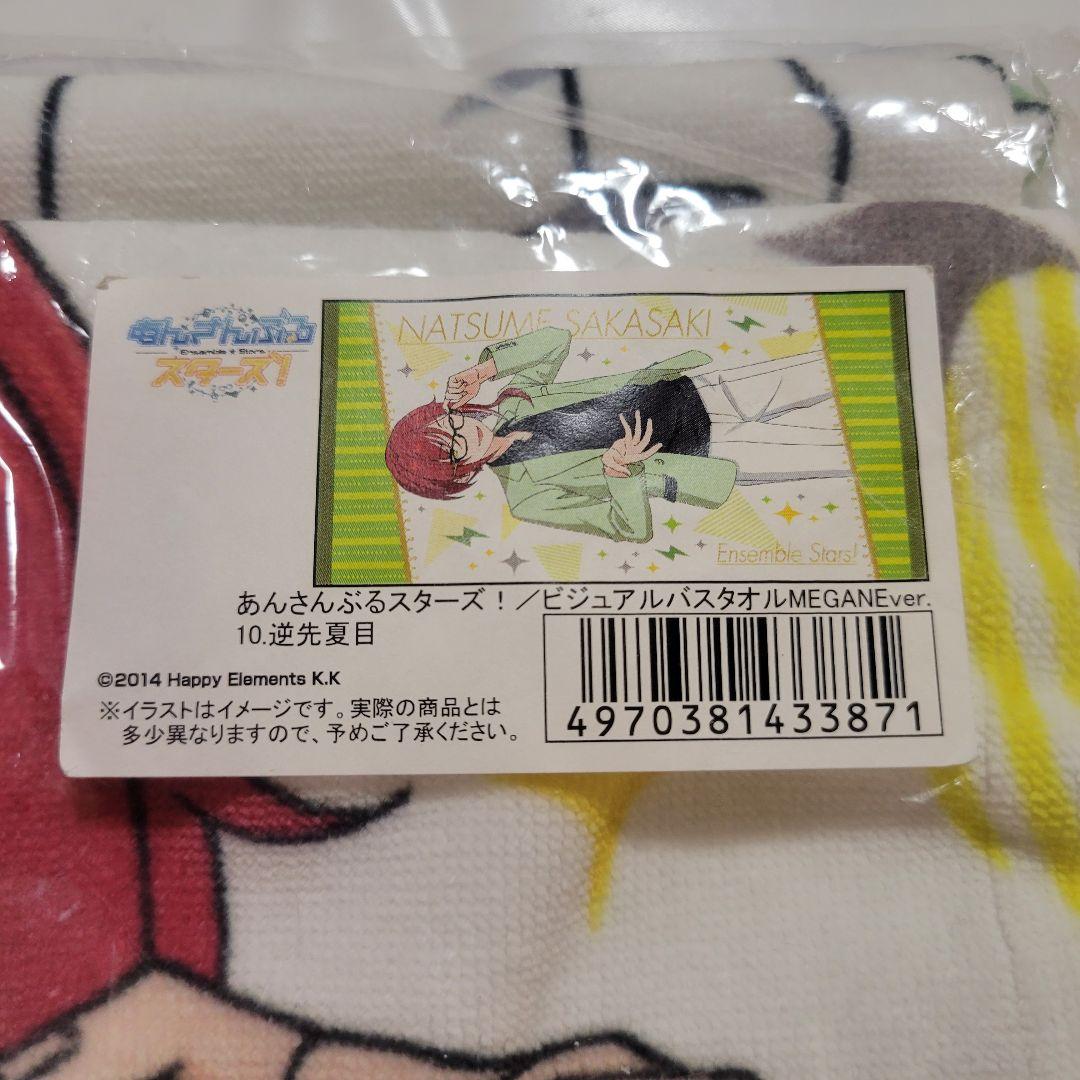 あんさんぶる
Ensemble ★ Stars
スターズ!
NATSUME SAKASAKI
Ensemble Stars!
あんさんぶるスターズ!／ビジュアルバスタオルMEGANEver.
10.逆先夏目
©2014 Happy Elements K.K
※イラストはイメージです。実際の商品とは
多少異なりますので、予めご了承ください。
4970381433871